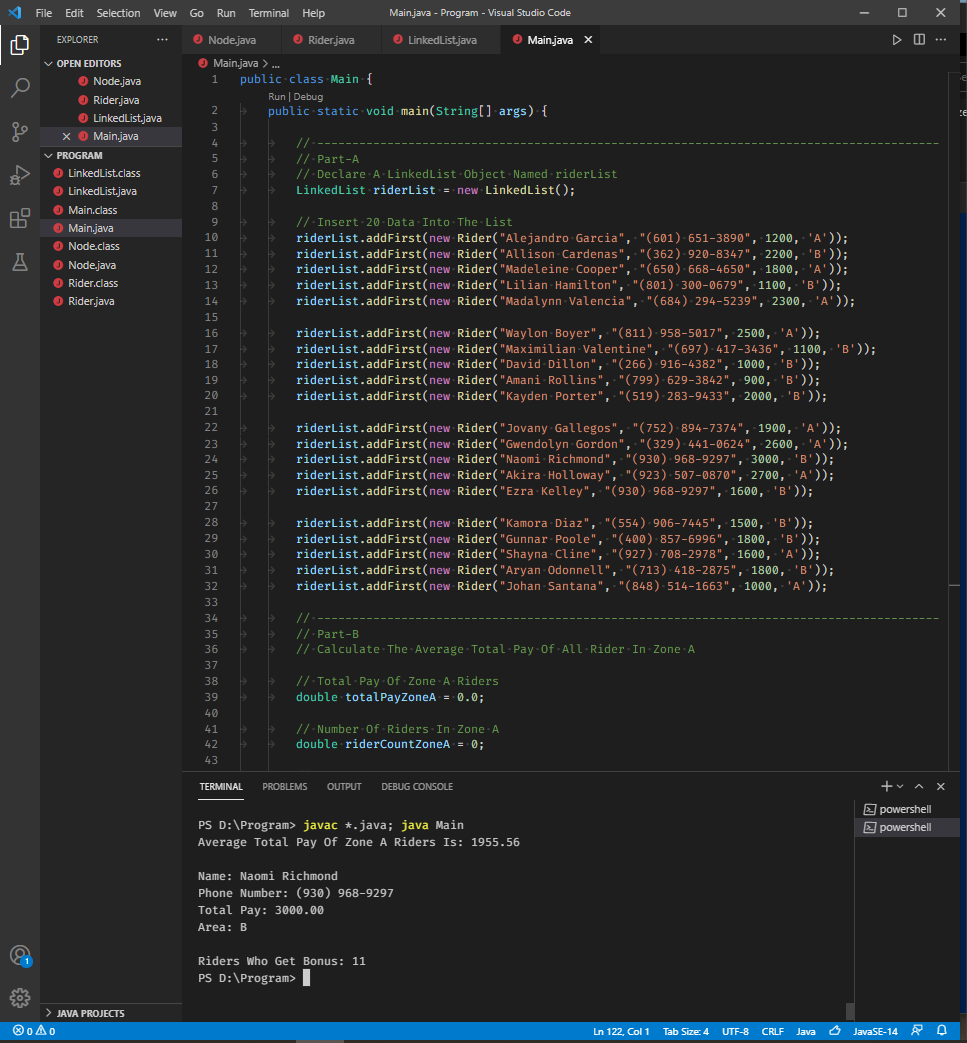 File Edit Selection View Go Run Terminal Help Main.java - Program - Visual Studio Code
EXPLORER ···
Node.java Rider.java LinkedList.java Main.java
OPEN EDITORS
Node.java
Rider.java
LinkedList.java
Main.java
PROGRAM
LinkedList.class
LinkedList.java
Main.class
Main.java
Node.class
Node.java
Rider.class
Rider.java
JAVA PROJECTS
Main.java > ...
1 public class Main {
Run | Debug
2 public static void main(String[] args) {
3
4 // -----------------------------------------------------------------------------------------
5 // Part-A
6 // Declare A LinkedList Object Named riderList
7 LinkedList riderList = new LinkedList();
8
9 // Insert 20 Data Into The List
10 riderList.addFirst(new Rider("Alejandro Garcia", "(601) 651-3890", 1200, 'A'));
11 riderList.addFirst(new Rider("Allison Cardenas", "(362) 920-8347", 2200, 'B'));
12 riderList.addFirst(new Rider("Madeleine Cooper", "(650) 668-4650", 1800, 'A'));
13 riderList.addFirst(new Rider("Lilian Hamilton", "(801) 300-0679", 1100, 'B'));
14 riderList.addFirst(new Rider("Madalynn Valencia", "(684) 294-5239", 2300, 'A'));
15
16 riderList.addFirst(new Rider("Waylon Boyer", "(811) 958-5017", 2500, 'A'));
17 riderList.addFirst(new Rider("Maximilian Valentine", "(697) 417-3436", 1100, 'B'));
18 riderList.addFirst(new Rider("David Dillon", "(266) 916-4382", 1000, 'B'));
19 riderList.addFirst(new Rider("Amani Rollins", "(799) 629-3842", 900, 'B'));
20 riderList.addFirst(new Rider("Kayden Porter", "(519) 283-9433", 2000, 'B'));
21
22 riderList.addFirst(new Rider("Jovany Gallegos", "(752) 894-7374", 1900, 'A'));
23 riderList.addFirst(new Rider("Gwendolyn Gordon", "(329) 441-0624", 2600, 'A'));
24 riderList.addFirst(new Rider("Naomi Richmond", "(930) 968-9297", 3000, 'B'));
25 riderList.addFirst(new Rider("Akira Holloway", "(923) 507-0870", 2700, 'A'));
26 riderList.addFirst(new Rider("Ezra Kelley", "(930) 968-9297", 1600, 'B'));
27
28 riderList.addFirst(new Rider("Kamora Diaz", "(554) 906-7445", 1500, 'B'));
29 riderList.addFirst(new Rider("Gunnar Poole", "(400) 857-6996", 1800, 'B'));
30 riderList.addFirst(new Rider("Shayna Cline", "(927) 708-2978", 1600, 'A'));
31 riderList.addFirst(new Rider("Aryan Odonnell", "(713) 418-2875", 1800, 'B'));
32 riderList.addFirst(new Rider("Johan Santana", "(848) 514-1663", 1000, 'A'));
33
34 // -----------------------------------------------------------------------------------------
35 // Part-B
36 // Calculate The Average Total Pay Of All Rider In Zone A
37
38 // Total Pay Of Zone A Riders
39 double totalPayZoneA = 0.0;
40
41 // Number Of Riders In Zone A
42 double riderCountZoneA = 0;
43
TERMINAL PROBLEMS OUTPUT DEBUG CONSOLE
PS D:\Program> javac *.java; java Main
Average Total Pay Of Zone A Riders Is: 1955.56
Name: Naomi Richmond
Phone Number: (930) 968-9297
Total Pay: 3000.00
Area: B
Riders Who Get Bonus: 11
PS D:\Program>
powershell
powershell
1
0 0 Ln 122, Col 1 Tab Size: 4 UTF-8 CRLF Java JavaSE-14